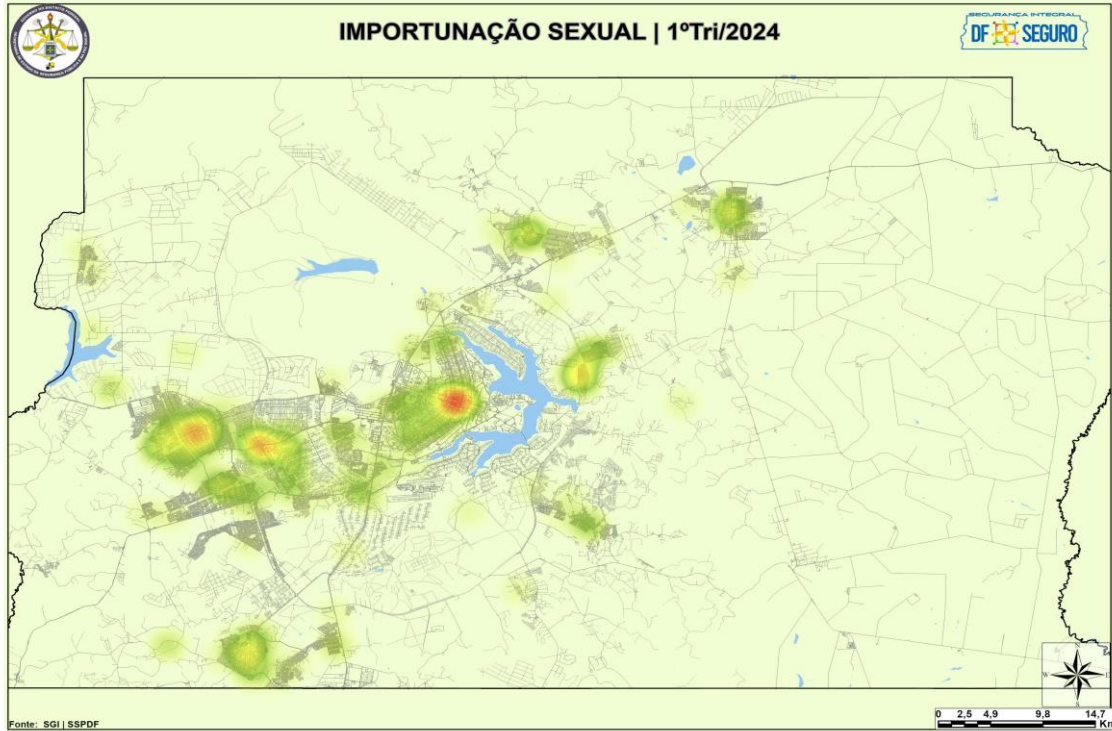 IMPORTUNAÇÃO SEXUAL | 1ºTri/2024
SEGURANÇA INTEGRAL
DF SEGURO
W
E
S
Fonte: SGI | SSPDF
0 2,5 4,9 9,8 14,7
Km